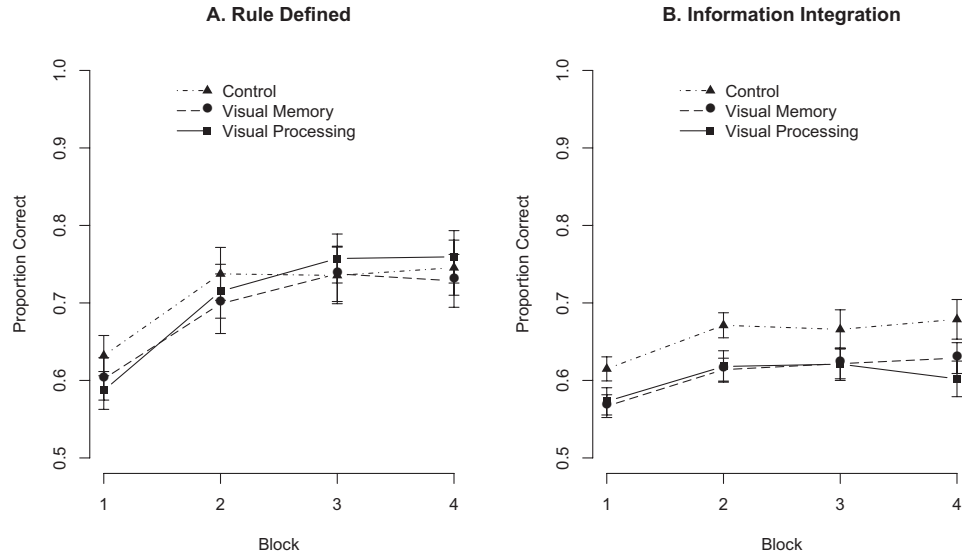 A. Rule Defined
Control
Visual Memory
Visual Processing
Proportion Correct
1.0
0.9
0.8
0.7
0.6
0.5
1 2 3 4
Block
B. Information Integration
Control
Visual Memory
Visual Processing
Proportion Correct
1.0
0.9
0.8
0.7
0.6
0.5
1 2 3 4
Block